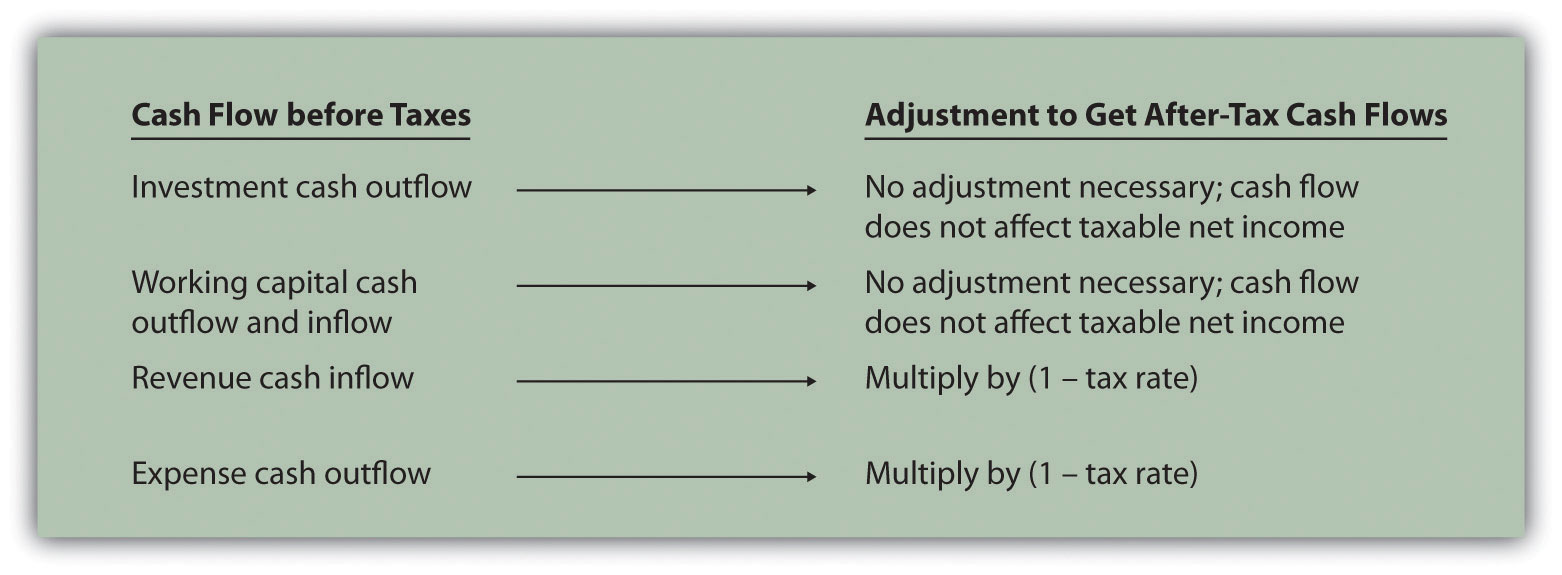 Cash Flow before Taxes
Adjustment to Get After-Tax Cash Flows
Investment cash outflow
No adjustment necessary; cash flow
does not affect taxable net income
Working capital cash
outflow and inflow
No adjustment necessary; cash flow
does not affect taxable net income
Revenue cash inflow
Multiply by (1 – tax rate)
Expense cash outflow
Multiply by (1 – tax rate)